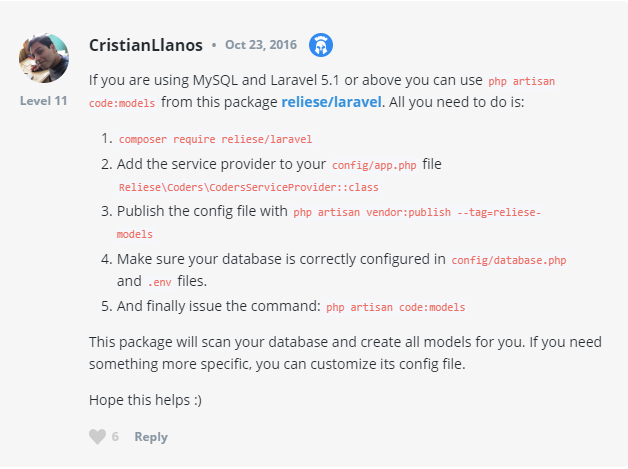 CristianLlanos • Oct 23, 2016
Level 11
If you are using MySQL and Laravel 5.1 or above you can use php artisan
code:models from this package reliese/laravel. All you need to do is:
1. composer require reliese/laravel
2. Add the service provider to your config/app.php file
Reliese\Coders\CodersServiceProvider::class
3. Publish the config file with php artisan vendor:publish --tag=reliese-
models
4. Make sure your database is correctly configured in config/database.php
and .env files.
5. And finally issue the command: php artisan code:models
This package will scan your database and create all models for you. If you need
something more specific, you can customize its config file.
Hope this helps :)
6 Reply